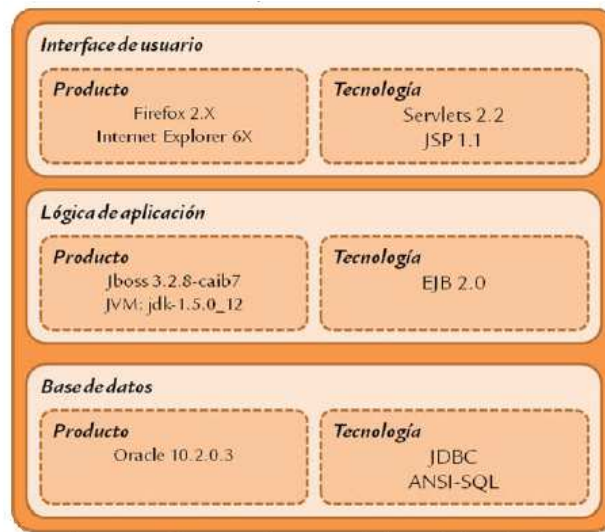 Interface de usuario
Producto
Firefox 2.X
Internet Explorer 6X
Tecnología
Servlets 2.2
JSP 1.1
Lógica de aplicación
Producto
Jboss 3.2.8-caib7
JVM: jdk-1.5.0_12
Tecnología
EJB 2.0
Base de datos
Producto
Oracle 10.2.0.3
Tecnología
JDBC
ANSI-SQL